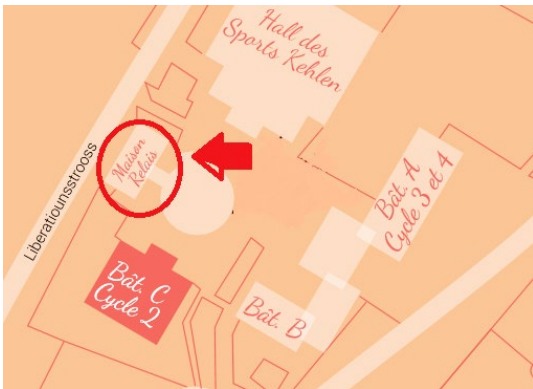 Hall des
Sports Kehlen
Maison
Relais
Liberatiounsstrooss
Bât. A
Cycle 3 et 4
Bât. C
Cycle 2
Bât. B